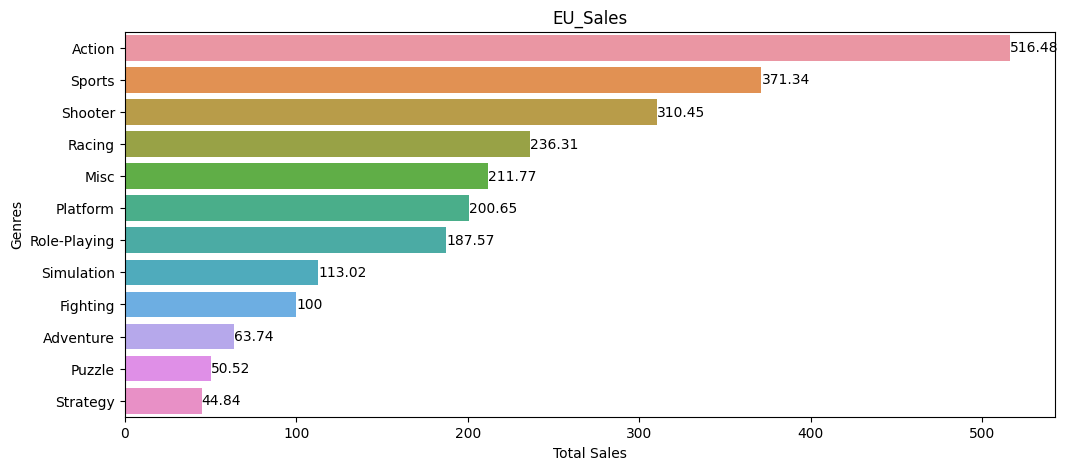 EU_Sales
Genres
Action 516.48
Sports 371.34
Shooter 310.45
Racing 236.31
Misc 211.77
Platform 200.65
Role-Playing 187.57
Simulation 113.02
Fighting 100
Adventure 63.74
Puzzle 50.52
Strategy 44.84
0 100 200 300 400 500
Total Sales